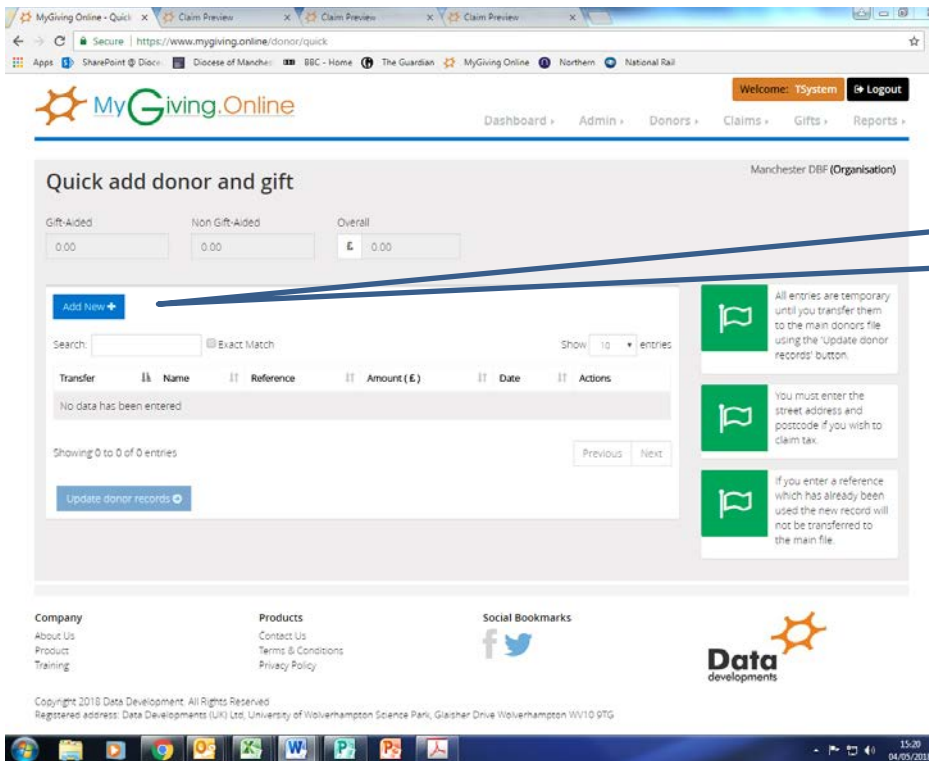 MyGiving Online - Quick
Claim Preview
Claim Preview
Claim Preview
Secure | https://www.mygiving.online/donor/quick
Apps SharePoint @ Dioce Diocese of Manches BBC - Home The Guardian MyGiving Online Northern National Rail
Welcome: TSystem Logout
MyGiving.Online
Dashboard Admin Donors Claims Gifts Reports
Manchester DBF (Organisation)
Quick add donor and gift
Gift-Aided Non Gift-Aided Overall
0.00 0.00 £ 0.00
Add New
Search: Exact Match Show 10 entries
Transfer Name Reference Amount (£) Date Actions
No data has been entered
Showing 0 to 0 of 0 entries Previous Next
Update donor records
All entries are temporary
until you transfer them
to the main donors file
using the 'Update donor
records' button.
You must enter the
street address and
postcode if you wish to
claim tax.
If you enter a reference
which has already been
used the new record will
not be transferred to
the main file.
Company Products Social Bookmarks
About Us Contact Us
Product Terms & Conditions
Training Privacy Policy
Data
developments
Copyright 2018 Data Development. All Rights Reserved
Registered address: Data Developments (UK) Ltd, University of Wolverhampton Science Park, Glaisher Drive Wolverhampton WV10 9TG
15:20